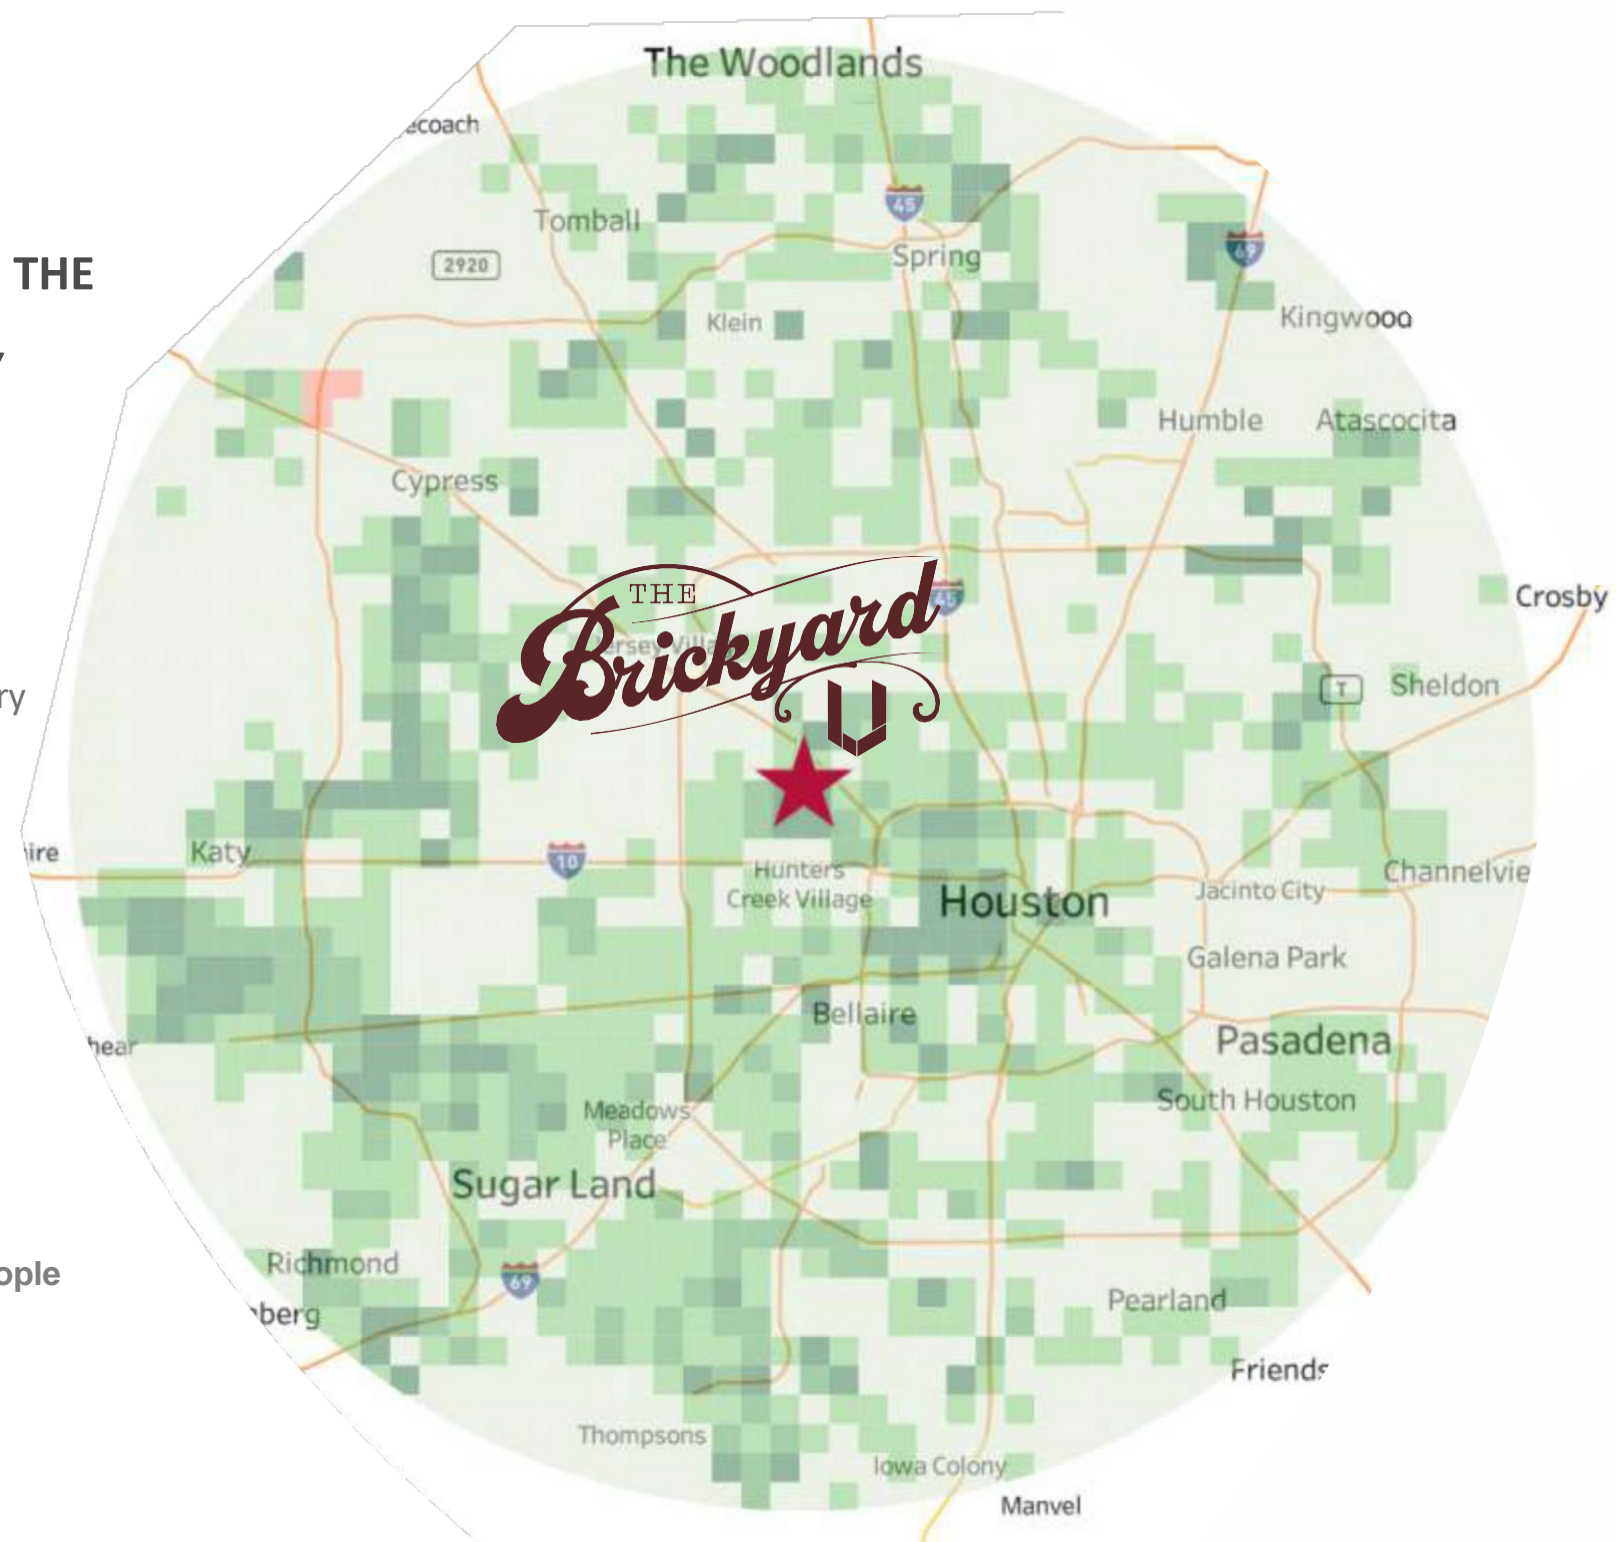 The Woodlands
ecoach
45
Tomball
69
THE
2920
Spring
Klein
Kingwood
Humble
Atascocita
Cypress
THE
45
Crosby
Brickyard
T
Sheldon
ry
U
Katy
ire
10
Hunters
Creek Village
Channelvie
Jacinto City
Houston
Galena Park
Bellaire
Pasadena
hear
South Houston
Meadows
Place
Sugar Land
Richmond
ople
69
Pearland
berg
Friends
Thompsons
Iowa Colony
Manvel